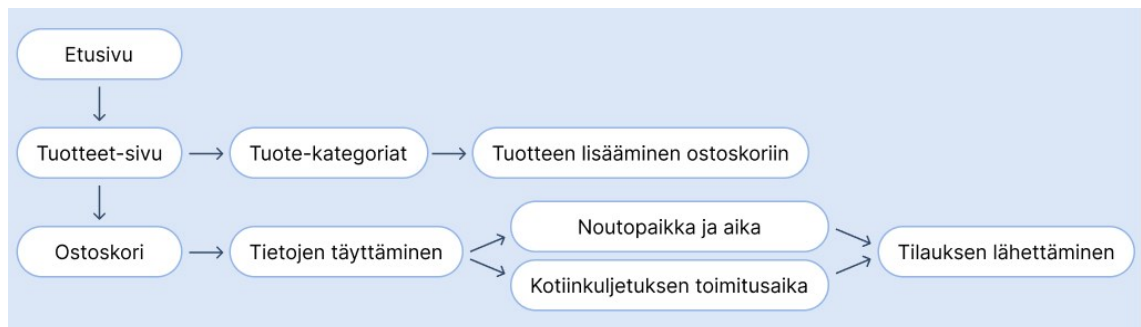 Etusivu
Tuotteet-sivu
Tuote-kategoriat
Tuotteen lisääminen ostoskoriin
Ostoskori
Tietojen täyttäminen
Noutopaikka ja aika
Kotiinkuljetuksen toimitusaika
Tilauksen lähettäminen